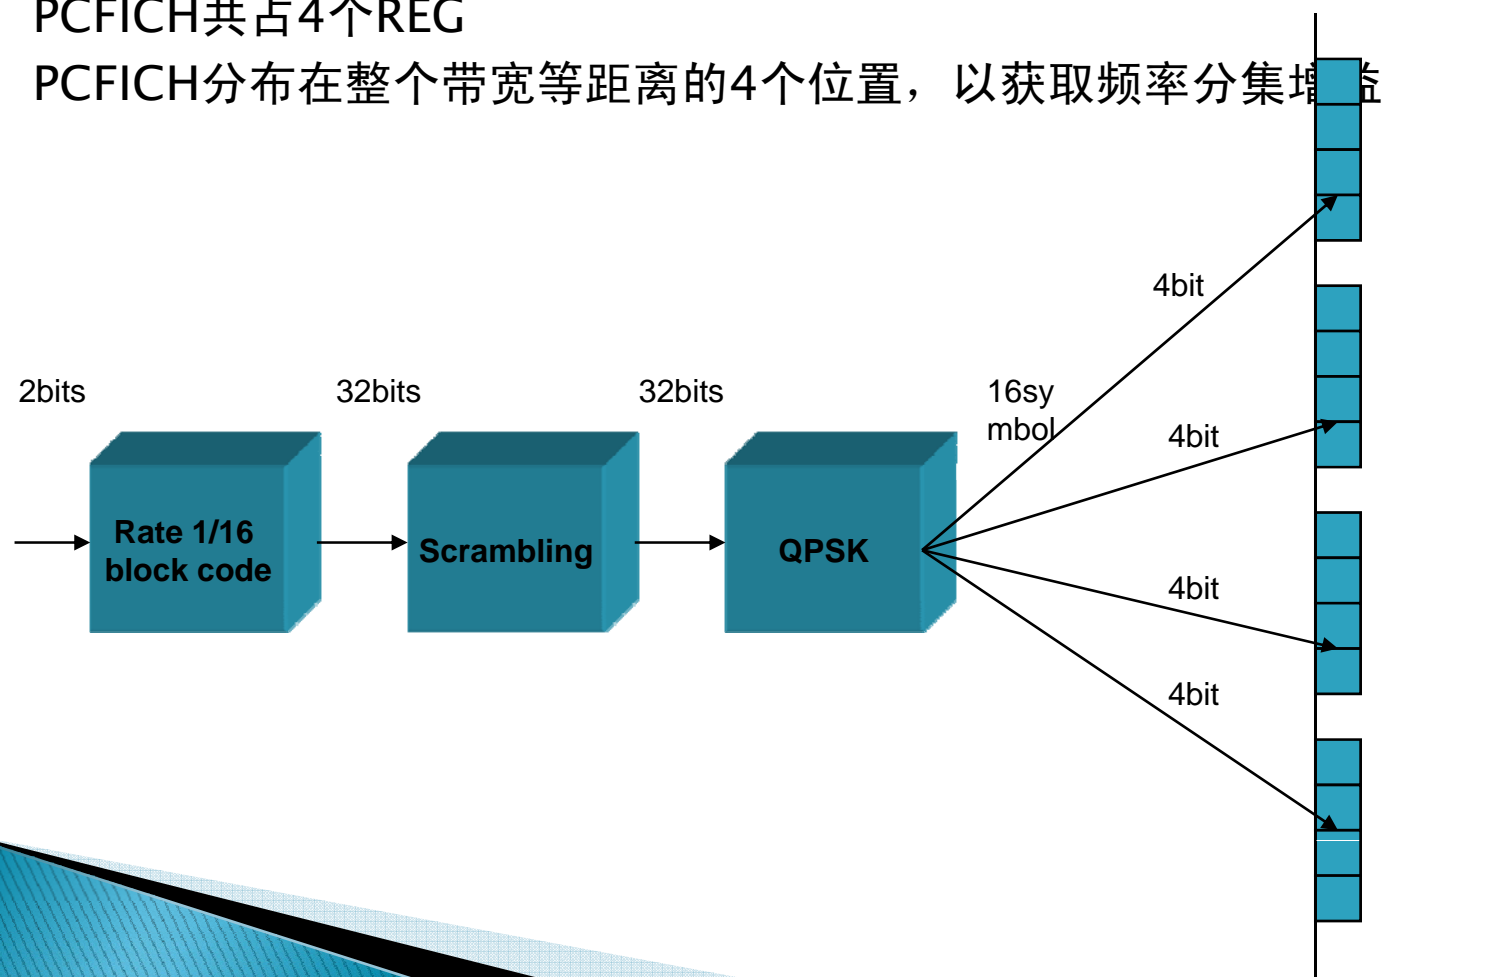 PCFICH共占4个REG
PCFICH分布在整个带宽等距离的4个位置，以获取频率分集增益
4bit
2bits
32bits
32bits
16sy
mbol
4bit
Rate 1/16
block code
Scrambling
QPSK
4bit
4bit